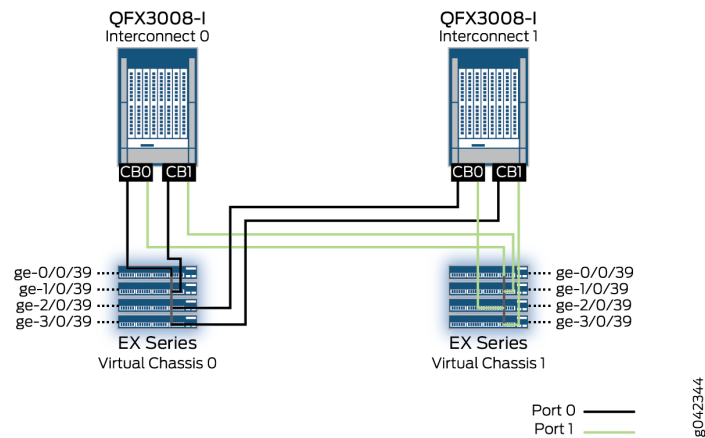 QFX3008-I
Interconnect 0
QFX3008-I
Interconnect 1
CB0
CB1
CB0
CB1
ge-0/0/39
ge-1/0/39
ge-2/0/39
ge-3/0/39
ge-0/0/39
ge-1/0/39
ge-2/0/39
ge-3/0/39
EX Series
Virtual Chassis 0
EX Series
Virtual Chassis 1
Port 0
Port 1
g042344